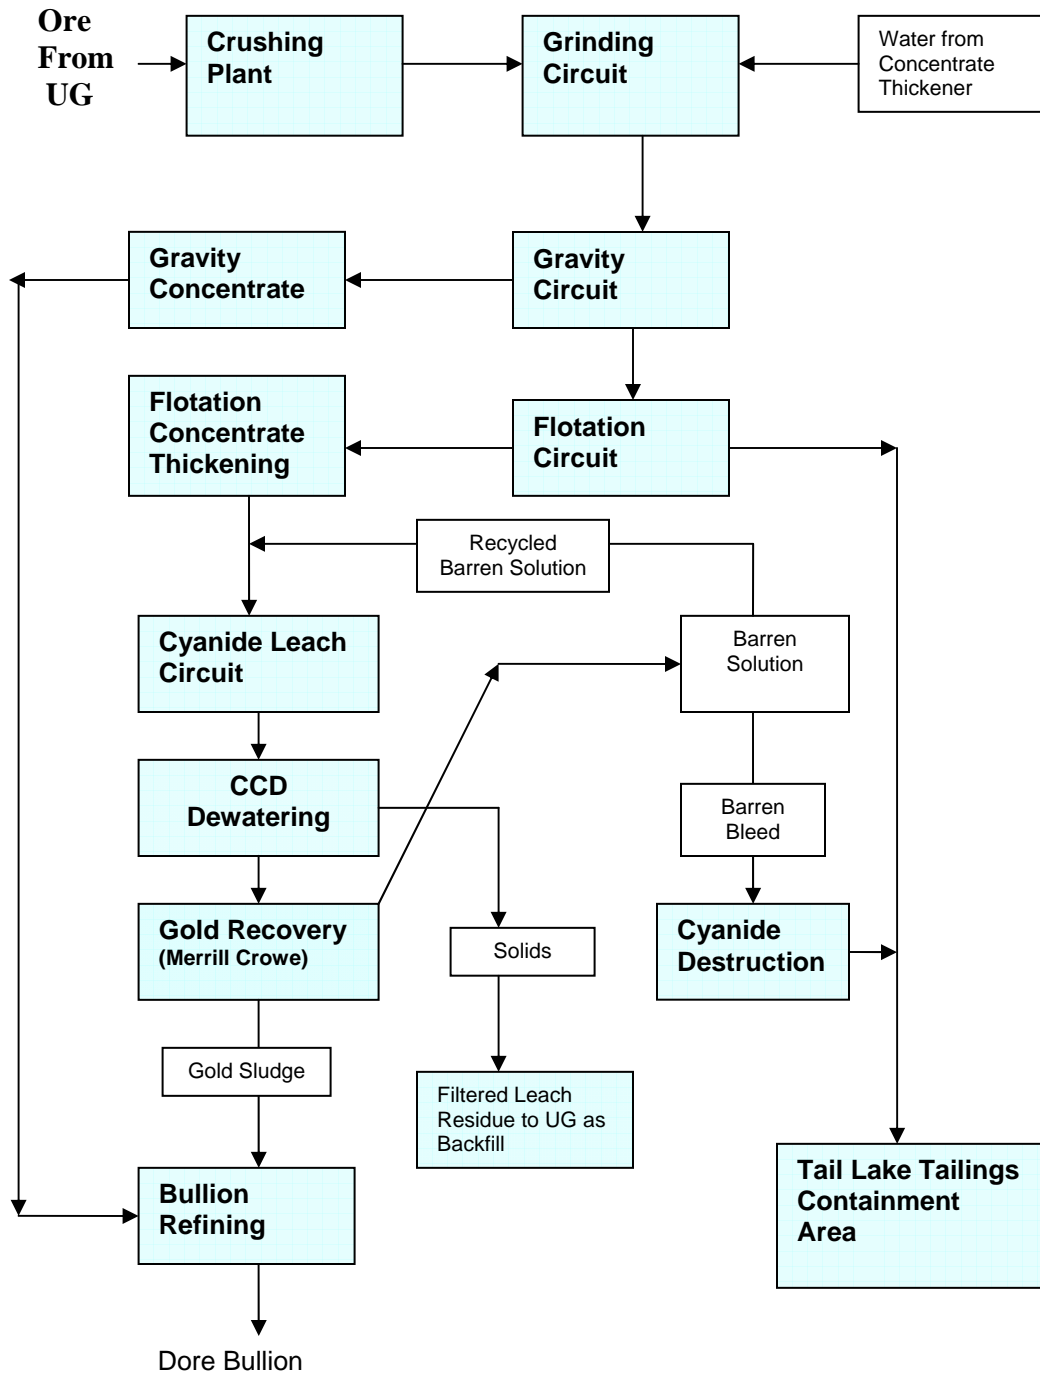 Ore
From
UG
Crushing
Plant
Grinding
Circuit
Water from
Concentrate
Thickener
Gravity
Concentrate
Gravity
Circuit
Flotation
Concentrate
Thickening
Flotation
Circuit
Recycled
Barren Solution
Cyanide Leach
Circuit
Barren
Solution
CCD
Dewatering
Barren
Bleed
Gold Recovery
(Merrill Crowe)
Solids
Cyanide
Destruction
Gold Sludge
Filtered Leach
Residue to UG as
Backfill
Bullion
Refining
Tail Lake Tailings
Containment
Area
Dore Bullion